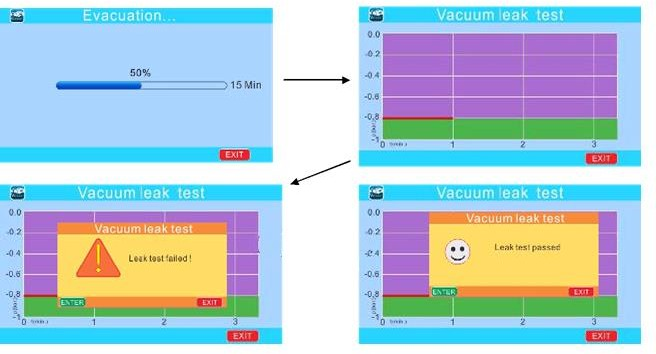 Evacuation...
50%
15 Min
EXIT
Vacuum leak test
0.0
-0.2
-0.4
-0.6
-0.8
-1
0 1 2 3
EXIT
Vacuum leak test
0.0
-0.2
-0.4
-0.6
-0.8
-1
Vacuum leak test
Leak test failed!
ENTER EXIT
0 1 2 3
EXIT
Vacuum leak test
0.0
-0.2
-0.4
-0.6
-0.8
-1
Vacuum leak test
Leak test passed
ENTER EXIT
0 1 2 3
EXIT